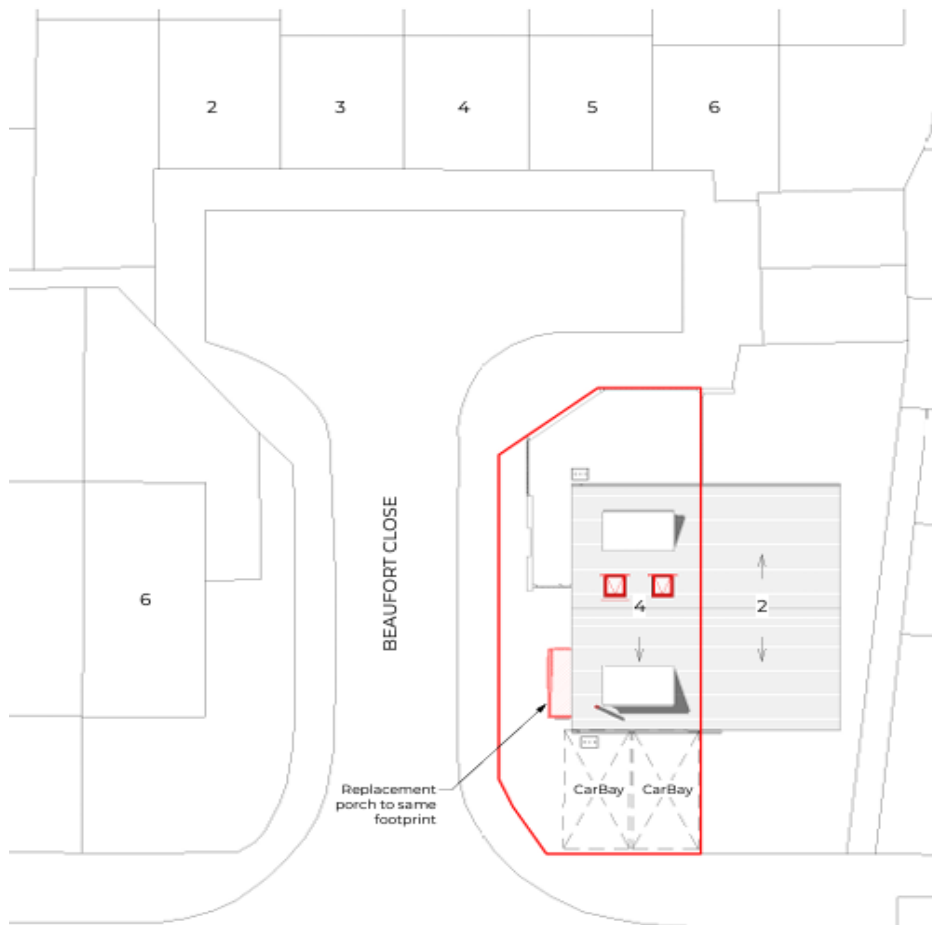 2
3
4
5
6
BEAUFORT CLOSE
6
4
2
Replacement
porch to same
footprint
CarBay
CarBay